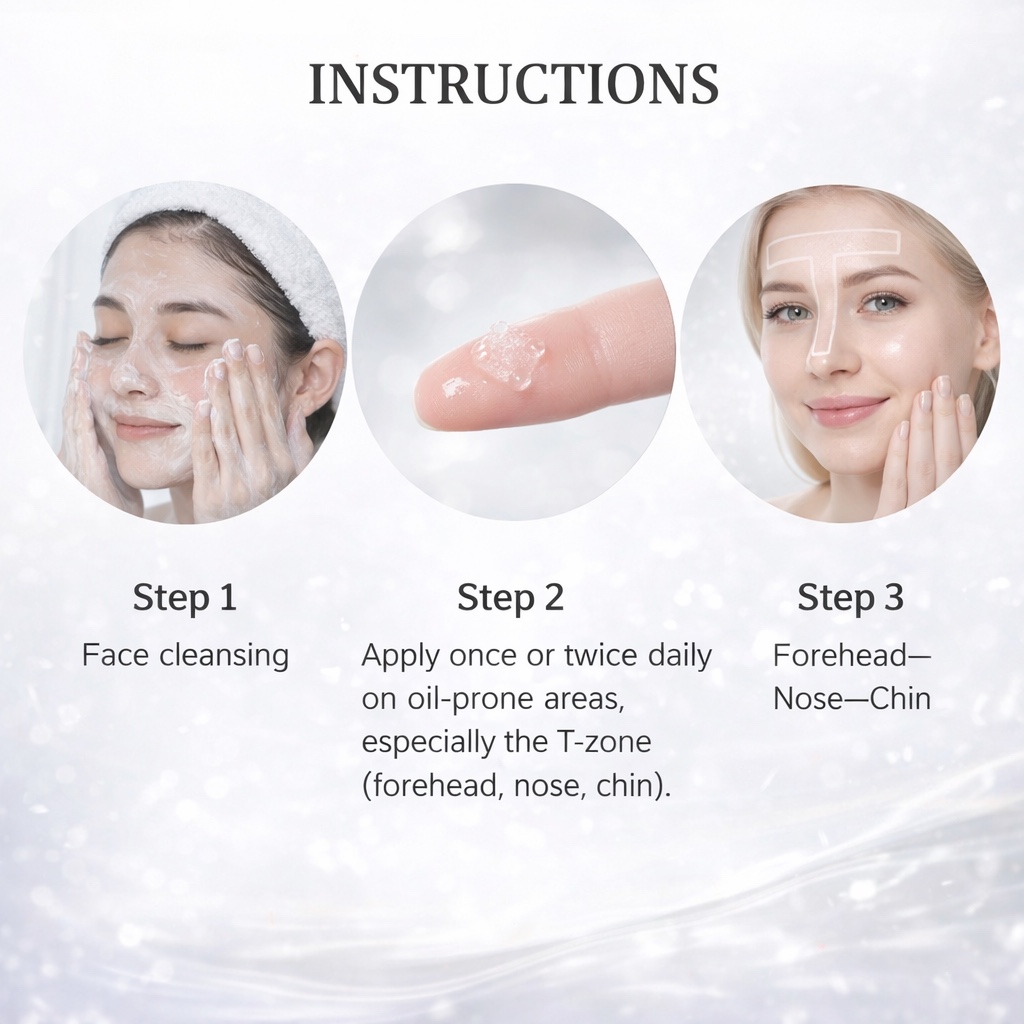 INSTRUCTIONS
Step 1
Face cleansing
Step 2
Apply once or twice daily
on oil-prone areas,
especially the T-zone
(forehead, nose, chin).
Step 3
Forehead—
Nose—Chin